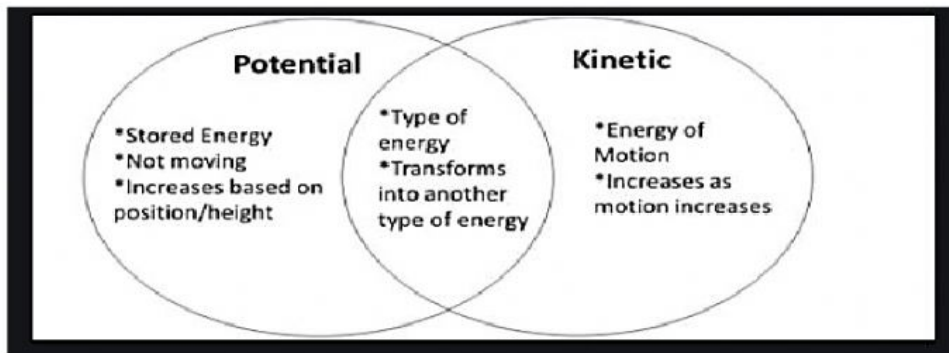 Potential
*Stored Energy
*Not moving
*Increases based on
position/height
*Type of
energy
*Transforms
into another
type of energy
Kinetic
*Energy of
Motion
*Increases as
motion increases